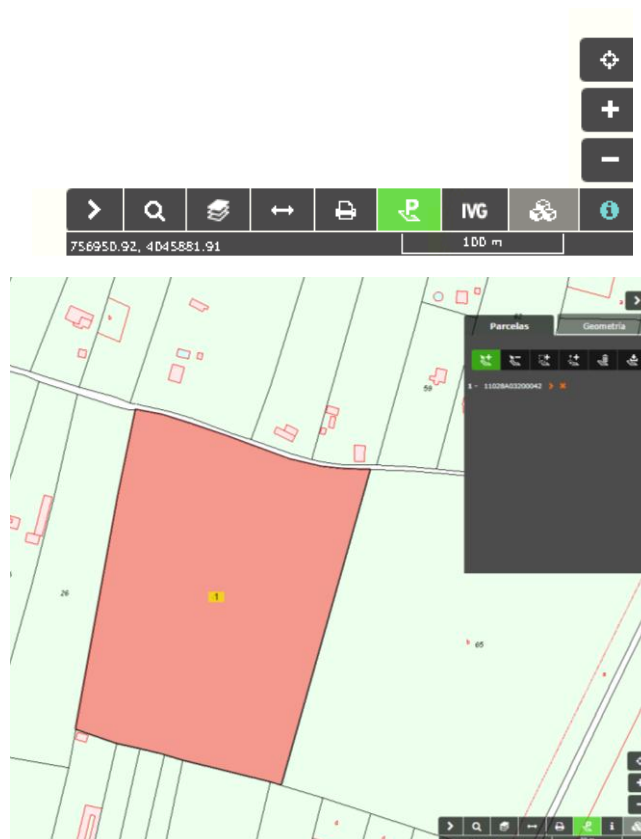 IVG
756950.92, 4045881.91
100 m
Parcelas
Geometría
59
1 - 11028A03200042
1
26
65